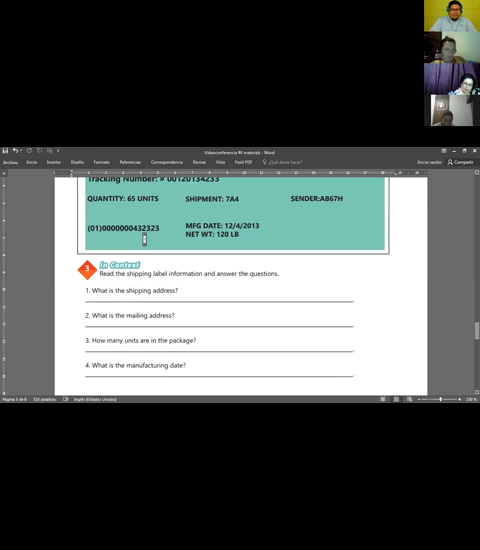 Videoconferencia #4 materials - Word
Archivo Inicio Insertar Diseño Formato Referencias Correspondencia Revisar Vista Foxit PDF ¿Qué desea hacer? Iniciar sesión Compartir
Tracking Number: # 00120134233
QUANTITY: 65 UNITS SHIPMENT: 7A4 SENDER:AB67H
(01)0000000432323 MFG DATE: 12/4/2013
NET WT: 120 LB
3 In Context
Read the shipping label information and answer the questions.
1. What is the shipping address?
2. What is the mailing address?
3. How many units are in the package?
4. What is the manufacturing date?
Inglés (Estados Unidos) 130 %